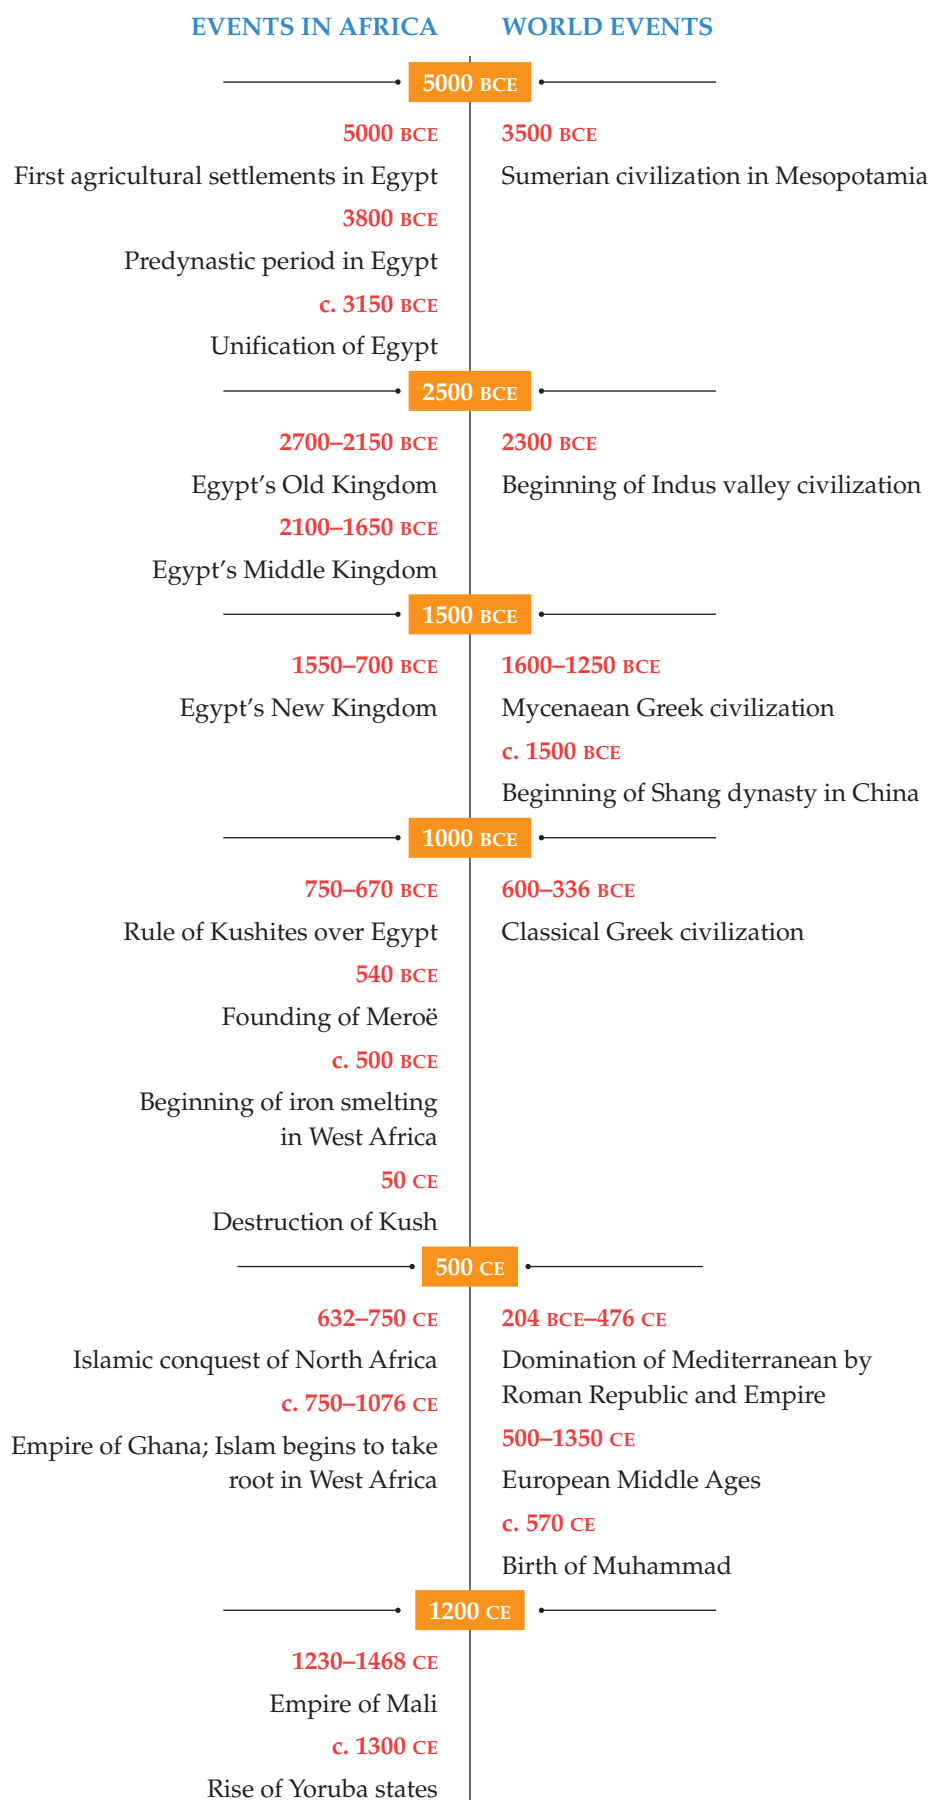 EVENTS IN AFRICA
WORLD EVENTS
5000 BCE
5000 BCE
First agricultural settlements in Egypt
3800 BCE
Predynastic period in Egypt
c. 3150 BCE
Unification of Egypt
3500 BCE
Sumerian civilization in Mesopotamia
2500 BCE
2700–2150 BCE
Egypt’s Old Kingdom
2100–1650 BCE
Egypt’s Middle Kingdom
2300 BCE
Beginning of Indus valley civilization
1500 BCE
1550–700 BCE
Egypt’s New Kingdom
1600–1250 BCE
Mycenaean Greek civilization
c. 1500 BCE
Beginning of Shang dynasty in China
1000 BCE
750–670 BCE
Rule of Kushites over Egypt
540 BCE
Founding of Meroë
c. 500 BCE
Beginning of iron smelting
in West Africa
50 CE
Destruction of Kush
600–336 BCE
Classical Greek civilization
500 CE
632–750 CE
Islamic conquest of North Africa
c. 750–1076 CE
Empire of Ghana; Islam begins to take
root in West Africa
204 BCE–476 CE
Domination of Mediterranean by
Roman Republic and Empire
500–1350 CE
European Middle Ages
c. 570 CE
Birth of Muhammad
1200 CE
1230–1468 CE
Empire of Mali
c. 1300 CE
Rise of Yoruba states